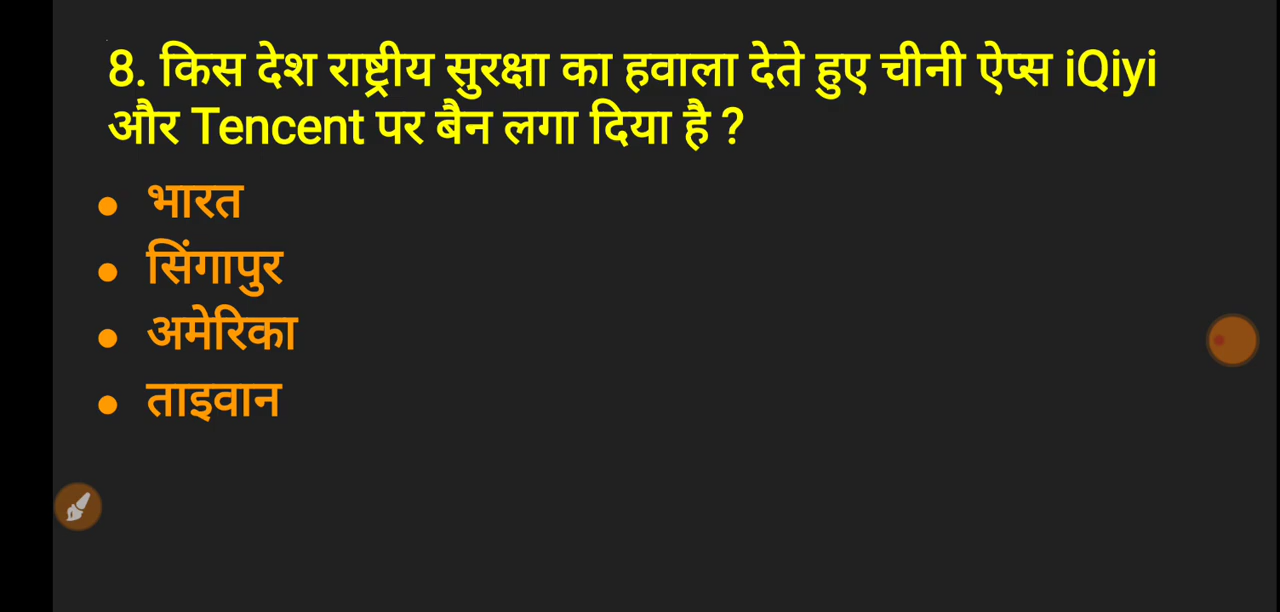 8. किस देश राष्ट्रीय सुरक्षा का हवाला देते हुए चीनी ऐप्स iQiyi
और Tencent पर बैन लगा दिया है ?
• भारत
• सिंगापुर
• अमेरिका
• ताइवान